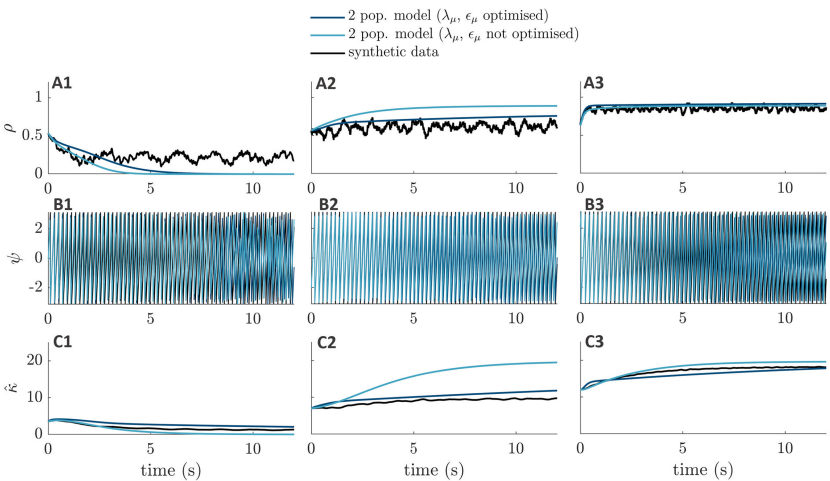 2 pop. model (λμ, ϵμ optimised)
2 pop. model (λμ, ϵμ not optimised)
synthetic data
A1 A2 A3
ρ
1
0.5
0
0 5 10 0 5 10 0 5 10
B1 B2 B3
ψ
2
0
-2
0 5 10 0 5 10 0 5 10
C1 C2 C3
κ̂
20
10
0
0 5 10 0 5 10 0 5 10
time (s) time (s) time (s)